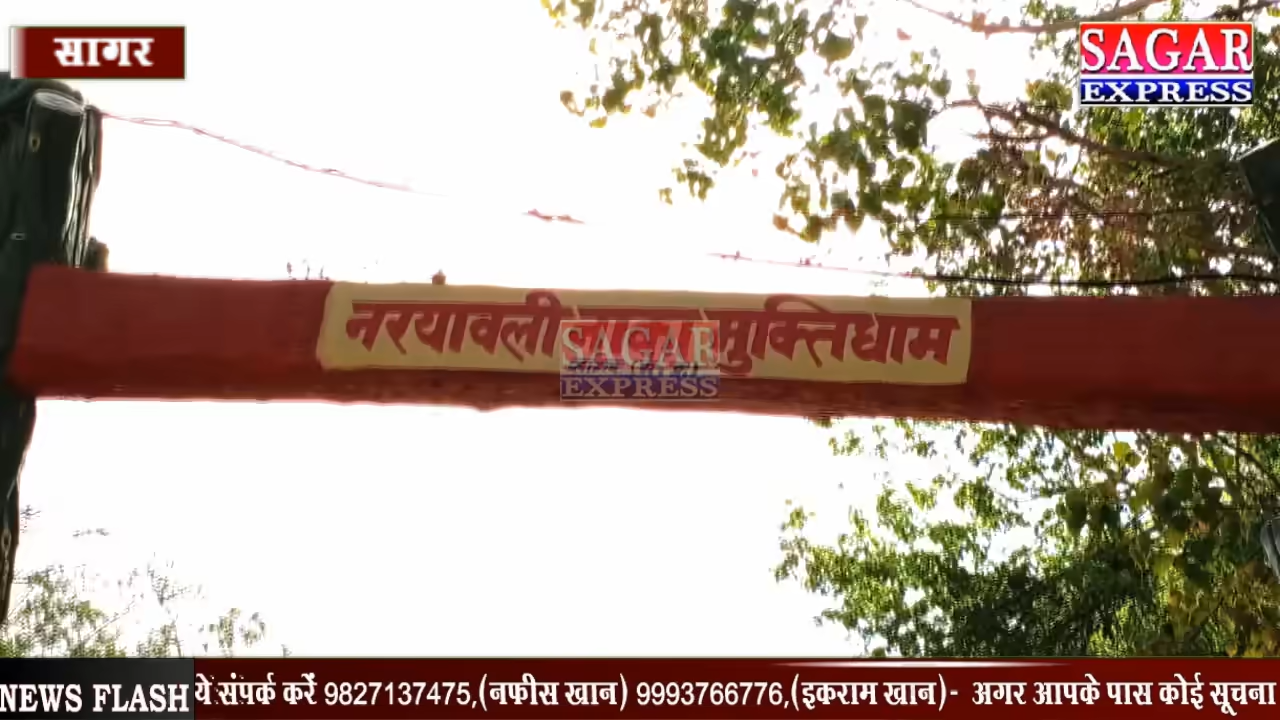 सागर
SAGAR
EXPRESS
नरयावली मुक्तिधाम
SAGAR
EXPRESS
NEWS FLASH
ये संपर्क करें 9827137475,(नफीस खान) 9993766776,(इकराम खान)- अगर आपके पास कोई सूचना